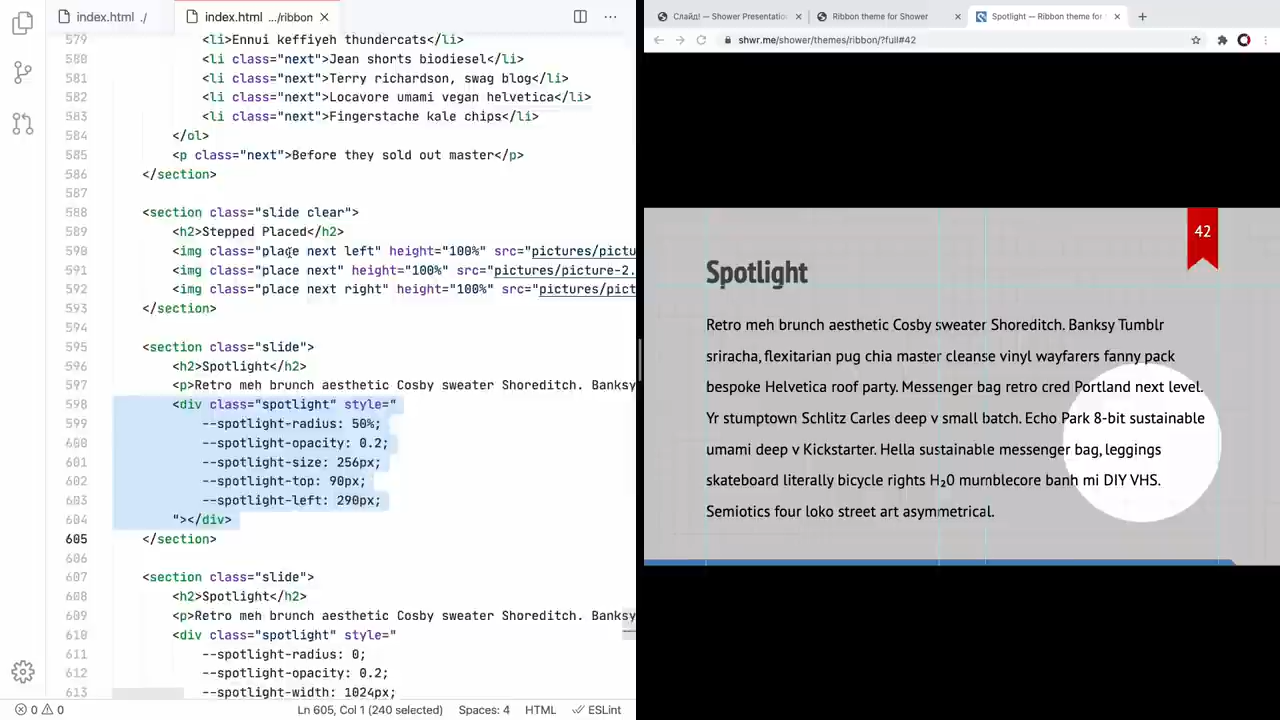 index.html ./
index.html .../ribbon
579 <li>Ennui keffiyeh thundercats</li>
580 <li class="next">Jean shorts biodiesel</li>
581 <li class="next">Terry richardson, swag blog</li>
582 <li class="next">Locavore umami vegan helvetica</li>
583 <li class="next">Fingerstache kale chips</li>
584 </ol>
585 <p class="next">Before they sold out master</p>
586 </section>
587
588 <section class="slide clear">
589 <h2>Stepped Placed</h2>
590 <img class="place next left" height="100%" src="pictures/pictu
591 <img class="place next" height="100%" src="pictures/picture-2.
592 <img class="place next right" height="100%" src="pictures/pict
593 </section>
594
595 <section class="slide">
596 <h2>Spotlight</h2>
597 <p>Retro meh brunch aesthetic Cosby sweater Shoreditch. Banksy
598 <div class="spotlight" style="
599 --spotlight-radius: 50%;
600 --spotlight-opacity: 0.2;
601 --spotlight-size: 256px;
602 --spotlight-top: 90px;
603 --spotlight-left: 290px;
604 "></div>
605 </section>
606
607 <section class="slide">
608 <h2>Spotlight</h2>
609 <p>Retro meh brunch aesthetic Cosby sweater Shoreditch. Banksy
610 <div class="spotlight" style="
611 --spotlight-radius: 0;
612 --spotlight-opacity: 0.2;
613 --spotlight-width: 1024px;
0 0 Ln 605, Col 1 (240 selected) Spaces: 4 HTML ESLint
Слайд! — Shower Presentation
Ribbon theme for Shower
Spotlight — Ribbon theme for
shwr.me/shower/themes/ribbon/?full#42
42
Spotlight
Retro meh brunch aesthetic Cosby sweater Shoreditch. Banksy Tumblr
sriracha, flexitarian pug chia master cleanse vinyl wayfarers fanny pack
bespoke Helvetica roof party. Messenger bag retro cred Portland next level.
Yr stumptown Schlitz Carles deep v small batch. Echo Park 8-bit sustainable
umami deep v Kickstarter. Hella sustainable messenger bag, leggings
skateboard literally bicycle rights H₂0 mumblecore banh mi DIY VHS.
Semiotics four loko street art asymmetrical.